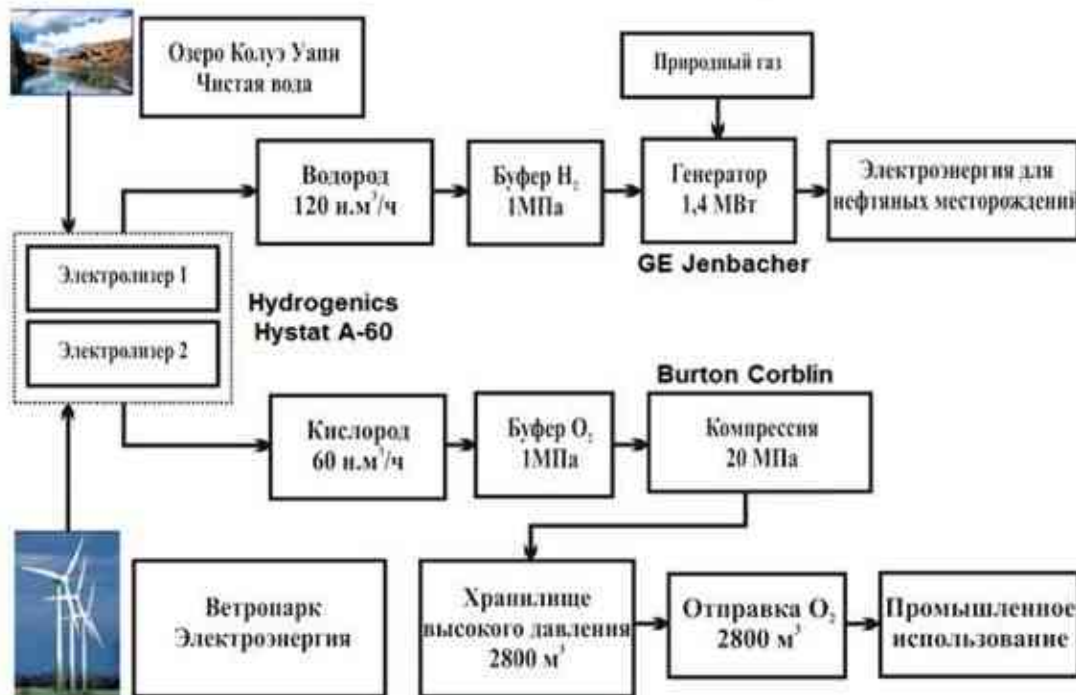 Озеро Колуэ Уапи
Чистая вода
Природный газ
Водород
120 н.м³/ч
Буфер H₂
1МПа
Генератор
1,4 МВт
Электроэнергия для
нефтяных месторождений
GE Jenbacher
Электролизер 1
Электролизер 2
Hydrogenics
Hystat A-60
Burton Corblin
Кислород
60 н.м³/ч
Буфер O₂
1МПа
Компрессия
20 МПа
Ветропарк
Электроэнергия
Хранилище
высокого давления
2800 м³
Отправка O₂
2800 м³
Промышленное
использование